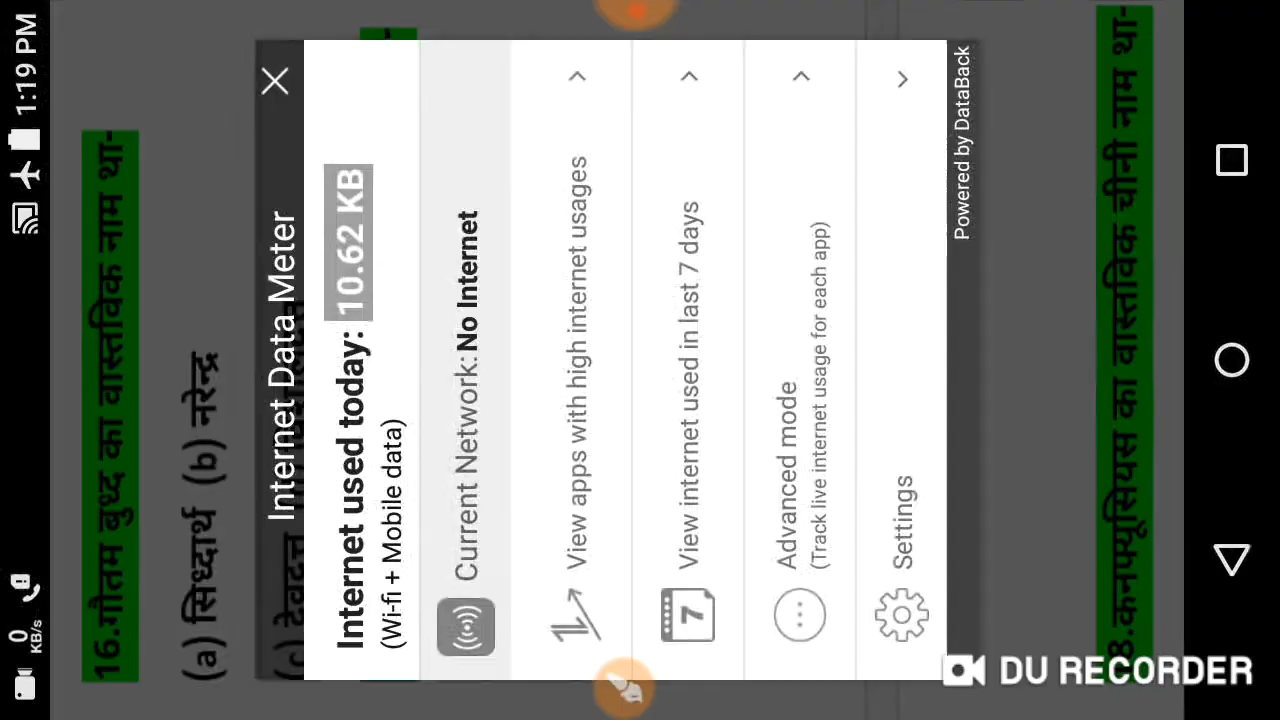 1:19 PM
0
KB/s
16.गौतम बुध्द का वास्तविक नाम था-
(a) सिध्दार्थ (b) नरेन्द्र
(c) देवदत्त
Internet Data Meter
Internet used today: 10.62 KB
(Wi-fi + Mobile data)
Current Network: No Internet
View apps with high internet usages
7
View internet used in last 7 days
Advanced mode
(Track live internet usage for each app)
Settings
Powered by DataBack
8.कनफ्यूसियस का वास्तविक चीनी नाम था-
DU RECORDER